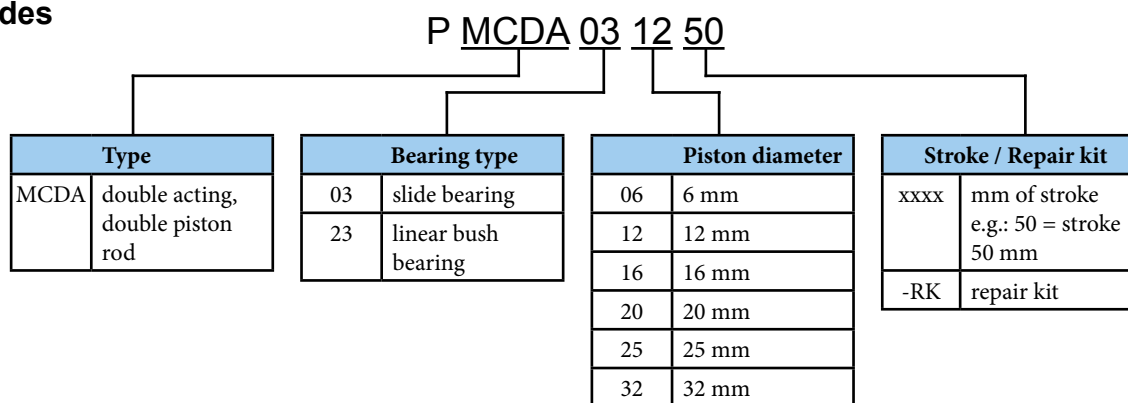 des
P MCDA 03 12 50
Type
MCDA double acting,
double piston
rod
Bearing type
03 slide bearing
23 linear bush
bearing
Piston diameter
06 6 mm
12 12 mm
16 16 mm
20 20 mm
25 25 mm
32 32 mm
Stroke / Repair kit
xxxx mm of stroke
e.g.: 50 = stroke
50 mm
-RK repair kit